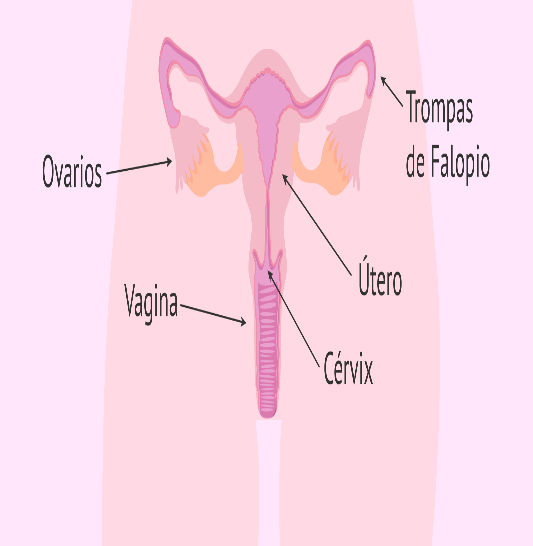 Trompas
de Falopio
Ovarios
Útero
Vagina
Cérvix